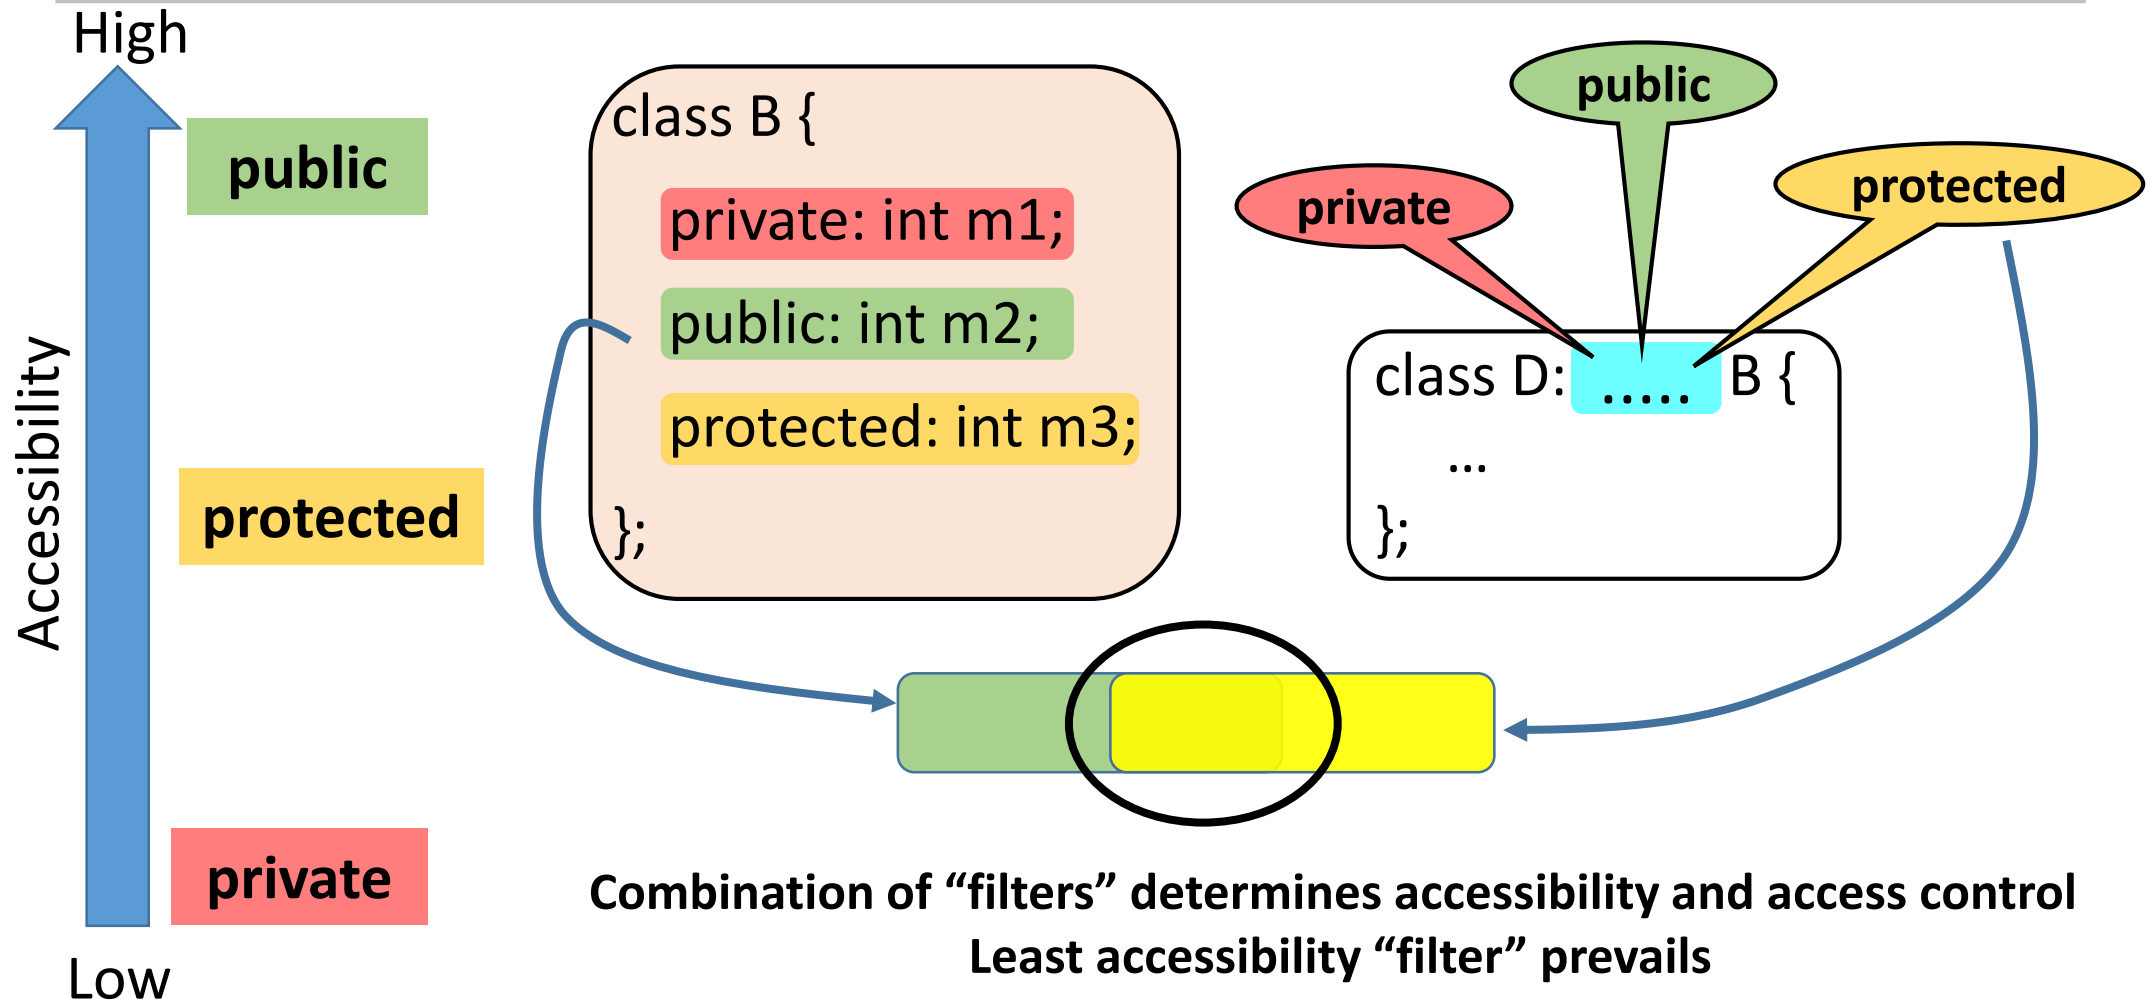 High
public
Accessibility
protected
private
Low
class B {
private: int m1;
public: int m2;
protected: int m3;
};
public
private
protected
class D: ..... B {
...
};
Combination of “filters” determines accessibility and access control
Least accessibility “filter” prevails